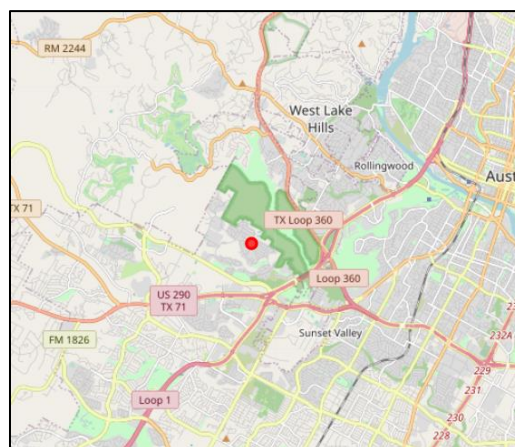 RM 2244
West Lake
Hills
Rollingwood
Aust
TX 71
TX Loop 360
Loop 360
US 290
TX 71
FM 1826
Sunset Valley
Loop 1
232A
229
231
230
228